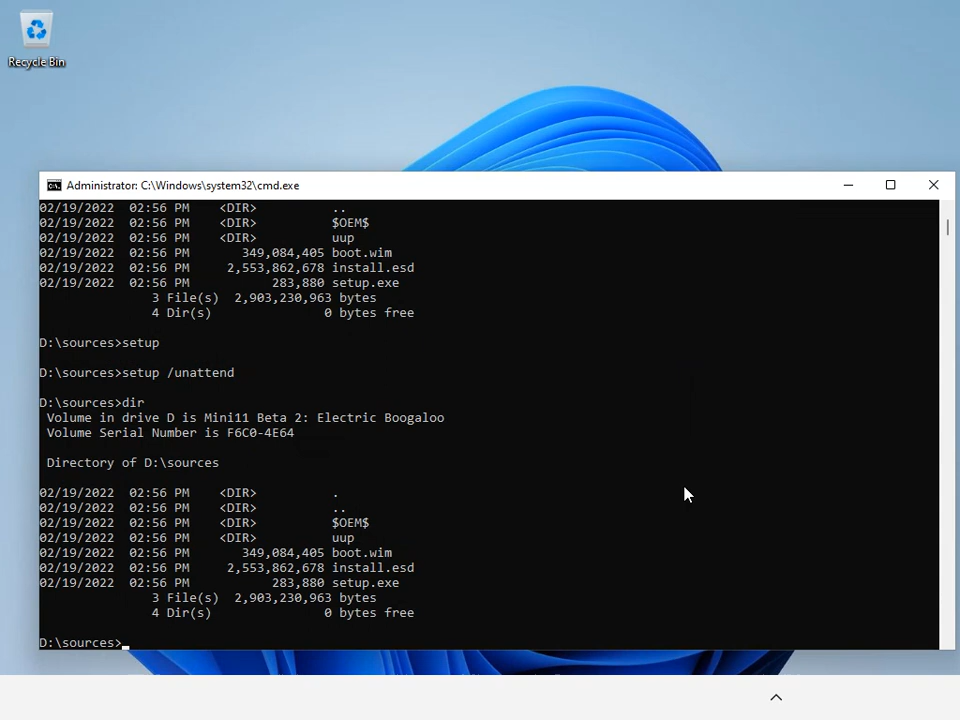 Recycle Bin
Administrator: C:\Windows\system32\cmd.exe
02/19/2022  02:56 PM    <DIR>          ..
02/19/2022  02:56 PM    <DIR>          $OEM$
02/19/2022  02:56 PM    <DIR>          uup
02/19/2022  02:56 PM       349,084,405 boot.wim
02/19/2022  02:56 PM     2,553,862,678 install.esd
02/19/2022  02:56 PM           283,880 setup.exe
               3 File(s)  2,903,230,963 bytes
               4 Dir(s)               0 bytes free
D:\sources>setup
D:\sources>setup /unattend
D:\sources>dir
 Volume in drive D is Mini11 Beta 2: Electric Boogaloo
 Volume Serial Number is F6C0-4E64
 Directory of D:\sources
02/19/2022  02:56 PM    <DIR>          .
02/19/2022  02:56 PM    <DIR>          ..
02/19/2022  02:56 PM    <DIR>          $OEM$
02/19/2022  02:56 PM    <DIR>          uup
02/19/2022  02:56 PM       349,084,405 boot.wim
02/19/2022  02:56 PM     2,553,862,678 install.esd
02/19/2022  02:56 PM           283,880 setup.exe
               3 File(s)  2,903,230,963 bytes
               4 Dir(s)               0 bytes free
D:\sources>